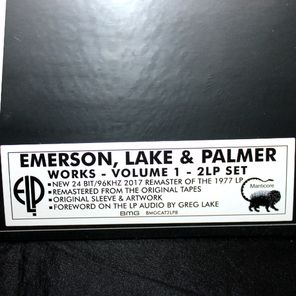 EMERSON, LAKE & PALMER
WORKS - VOLUME 1 - 2LP SET
•NEW 24 BIT/96KHZ 2017 REMASTER OF THE 1977 LP
•REMASTERED FROM THE ORIGINAL TAPES
•ORIGINAL SLEEVE & ARTWORK
•FOREWORD ON THE LP AUDIO BY GREG LAKE
BMG BMGCAT7LPB
ELP
Manticore